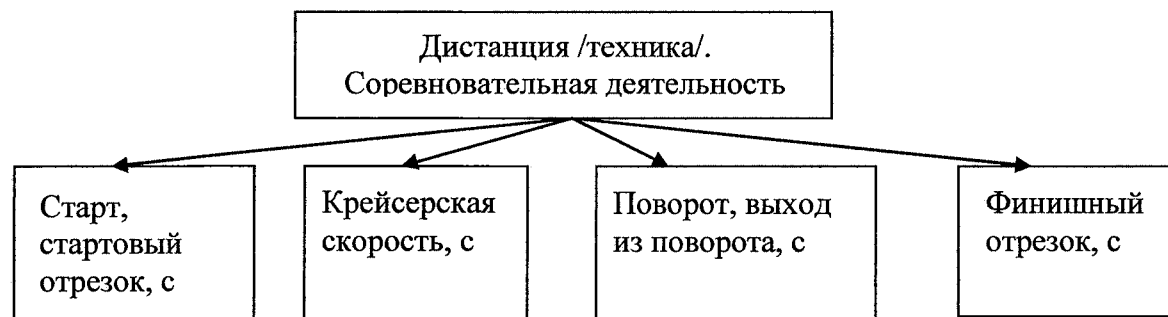 Дистанция /техника/.
Соревновательная деятельность
Старт,
стартовый
отрезок, с
Крейсерская
скорость, с
Поворот, выход
из поворота, с
Финишный
отрезок, с